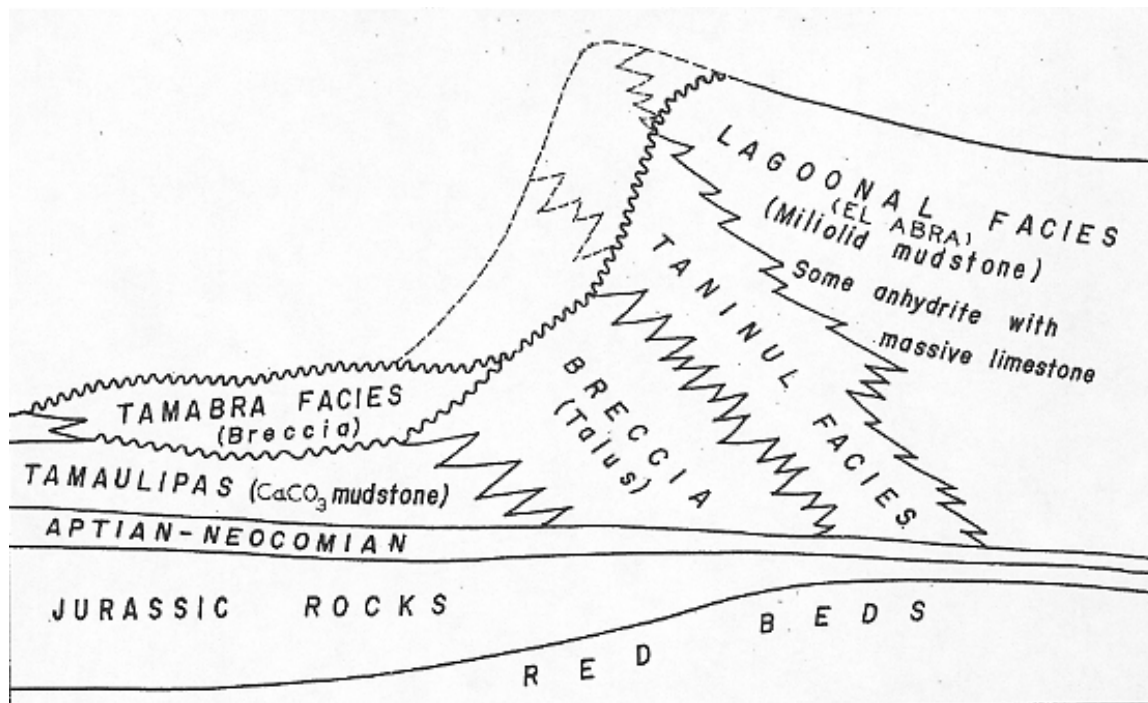 LAGOONAL FACIES
(EL ABRA)
(Miliolid mudstone)
Some anhydrite with
massive limestone
TANINUL FACIES
BRECCIA
(Talus)
TAMABRA FACIES
(Breccia)
TAMAULIPAS (CaCO₃ mudstone)
APTIAN-NEOCOMIAN
JURASSIC ROCKS
RED BEDS